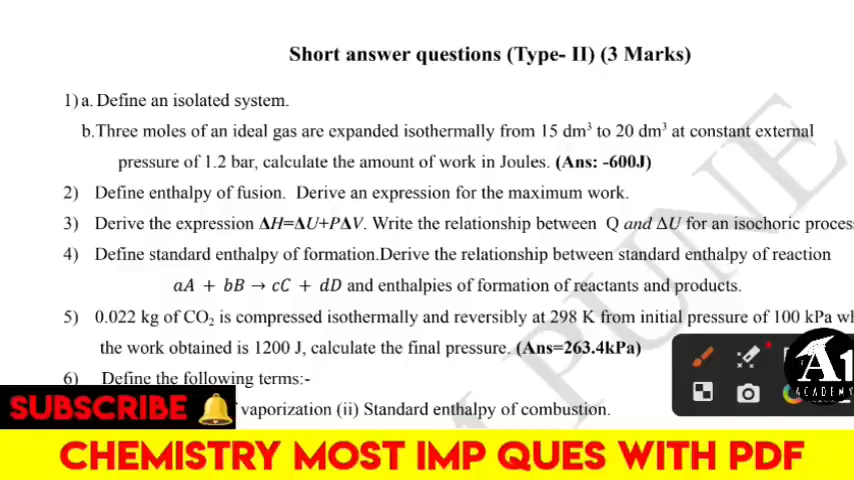 Short answer questions (Type- II) (3 Marks)
1) a. Define an isolated system.
b.Three moles of an ideal gas are expanded isothermally from 15 dm³ to 20 dm³ at constant external
pressure of 1.2 bar, calculate the amount of work in Joules. (Ans: -600J)
2) Define enthalpy of fusion. Derive an expression for the maximum work.
3) Derive the expression ΔH=ΔU+PΔV. Write the relationship between Q and ΔU for an isochoric proces
4) Define standard enthalpy of formation.Derive the relationship between standard enthalpy of reaction
aA + bB → cC + dD and enthalpies of formation of reactants and products.
5) 0.022 kg of CO₂ is compressed isothermally and reversibly at 298 K from initial pressure of 100 kPa wh
the work obtained is 1200 J, calculate the final pressure. (Ans=263.4kPa)
6) Define the following terms:-
vaporization (ii) Standard enthalpy of combustion.
PUNE
A1
ACADEMY
SUBSCRIBE
CHEMISTRY MOST IMP QUES WITH PDF